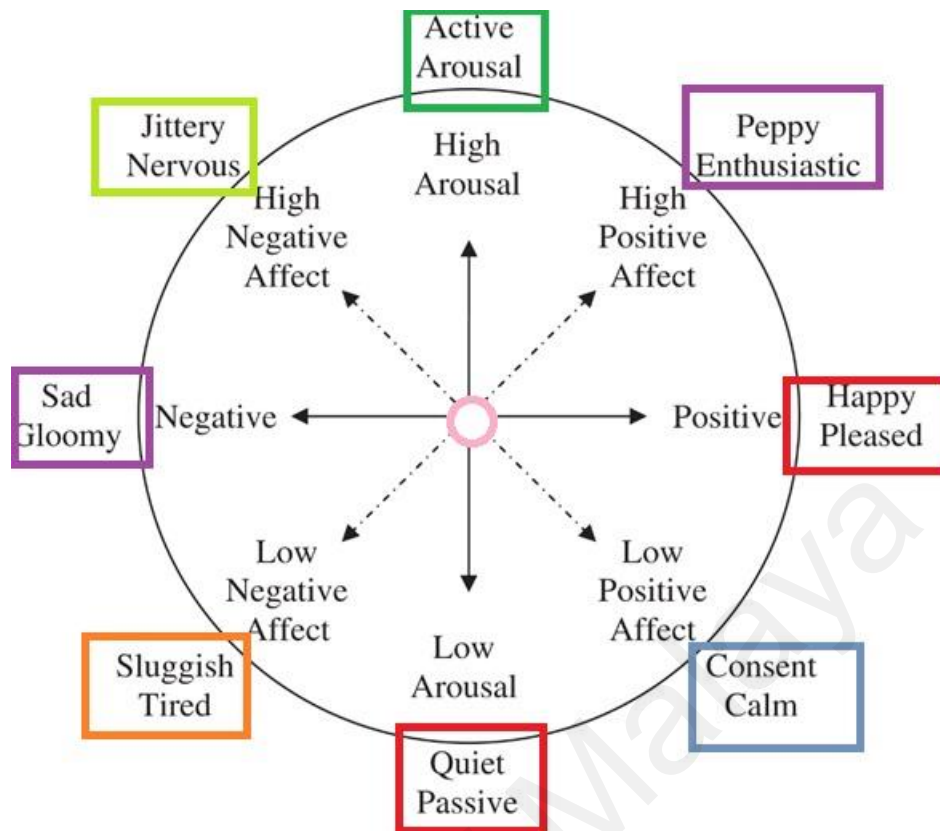 Active
Arousal
Jittery
Nervous
Peppy
Enthusiastic
High
Arousal
High
Negative
Affect
High
Positive
Affect
Sad
Gloomy
Negative
Positive
Happy
Pleased
Low
Negative
Affect
Low
Positive
Affect
Low
Arousal
Sluggish
Tired
Consent
Calm
Quiet
Passive
Malaya